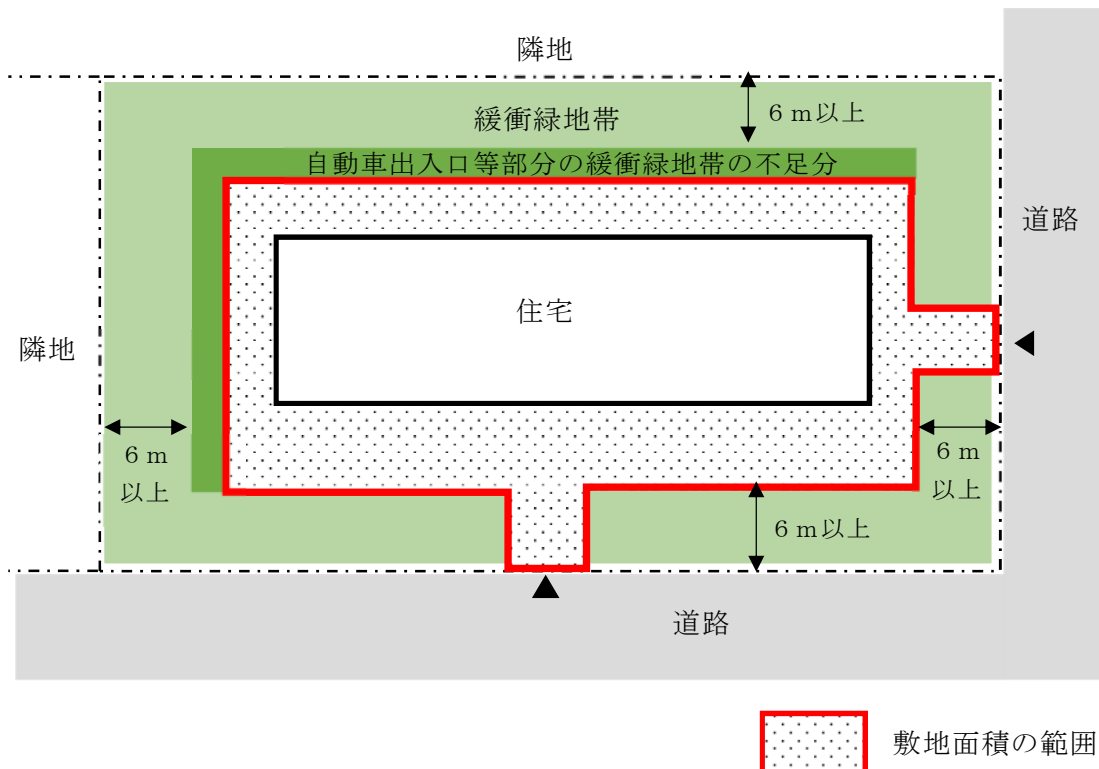 隣地
6m以上
緩衝緑地帯
自動車出入口等部分の緩衝緑地帯の不足分
道路
住宅
隣地
6m
以上
6m
以上
6m以上
道路
敷地面積の範囲